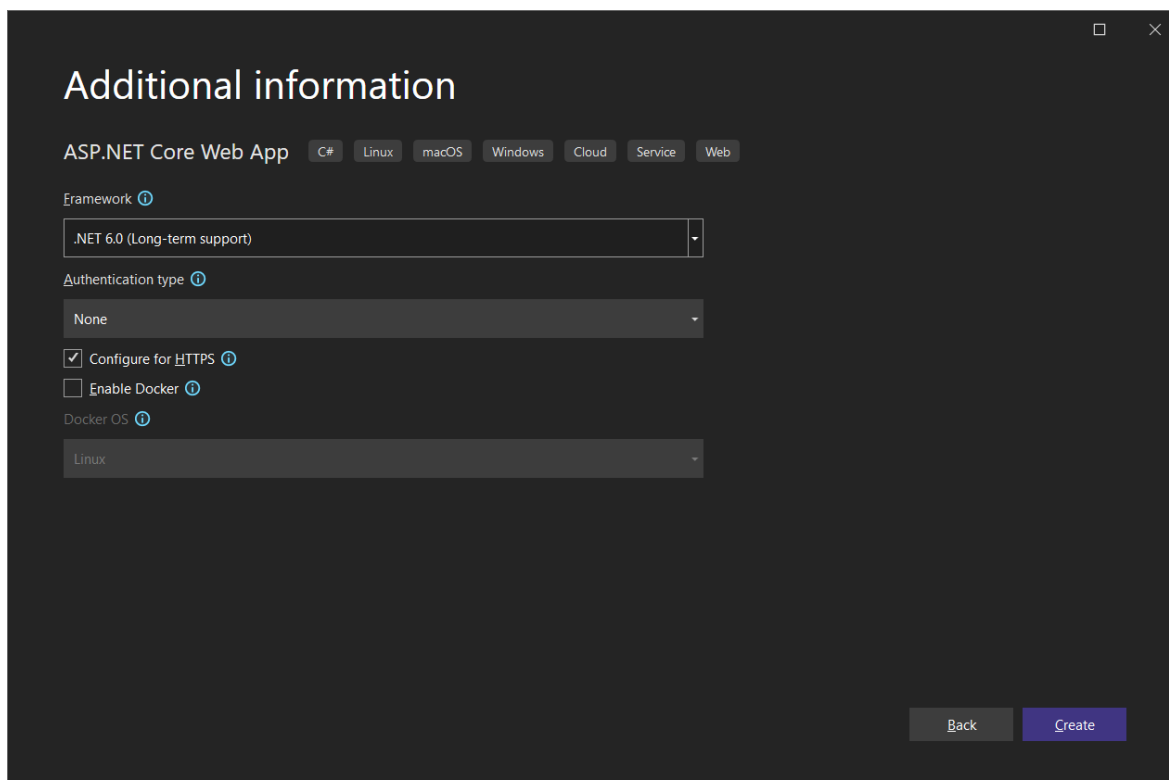 Additional information
ASP.NET Core Web App C# Linux macOS Windows Cloud Service Web
Framework
.NET 6.0 (Long-term support)
Authentication type
None
Configure for HTTPS
Enable Docker
Docker OS
Linux
Back Create